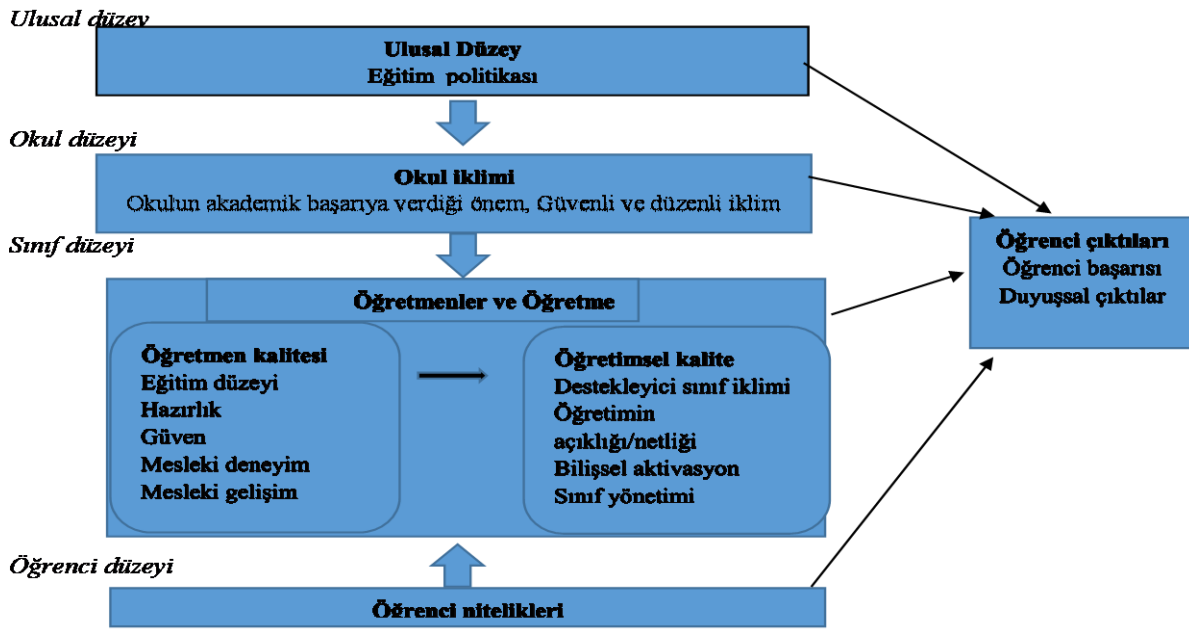 Ulusal düzey
Ulusal Düzey
Eğitim politikası
Okul düzeyi
Okul iklimi
Okulun akademik başarıya verdiği önem, Güvenli ve düzenli iklim
Sınıf düzeyi
Öğretmenler ve Öğretme
Öğretmen kalitesi
Eğitim düzeyi
Hazırlık
Güven
Mesleki deneyim
Mesleki gelişim
Öğretimsel kalite
Destekleyici sınıf iklimi
Öğretimin
açıklığı/netliği
Bilişsel aktivasyon
Sınıf yönetimi
Öğrenci çıktıları
Öğrenci başarısı
Duyuşsal çıktılar
Öğrenci düzeyi
Öğrenci nitelikleri